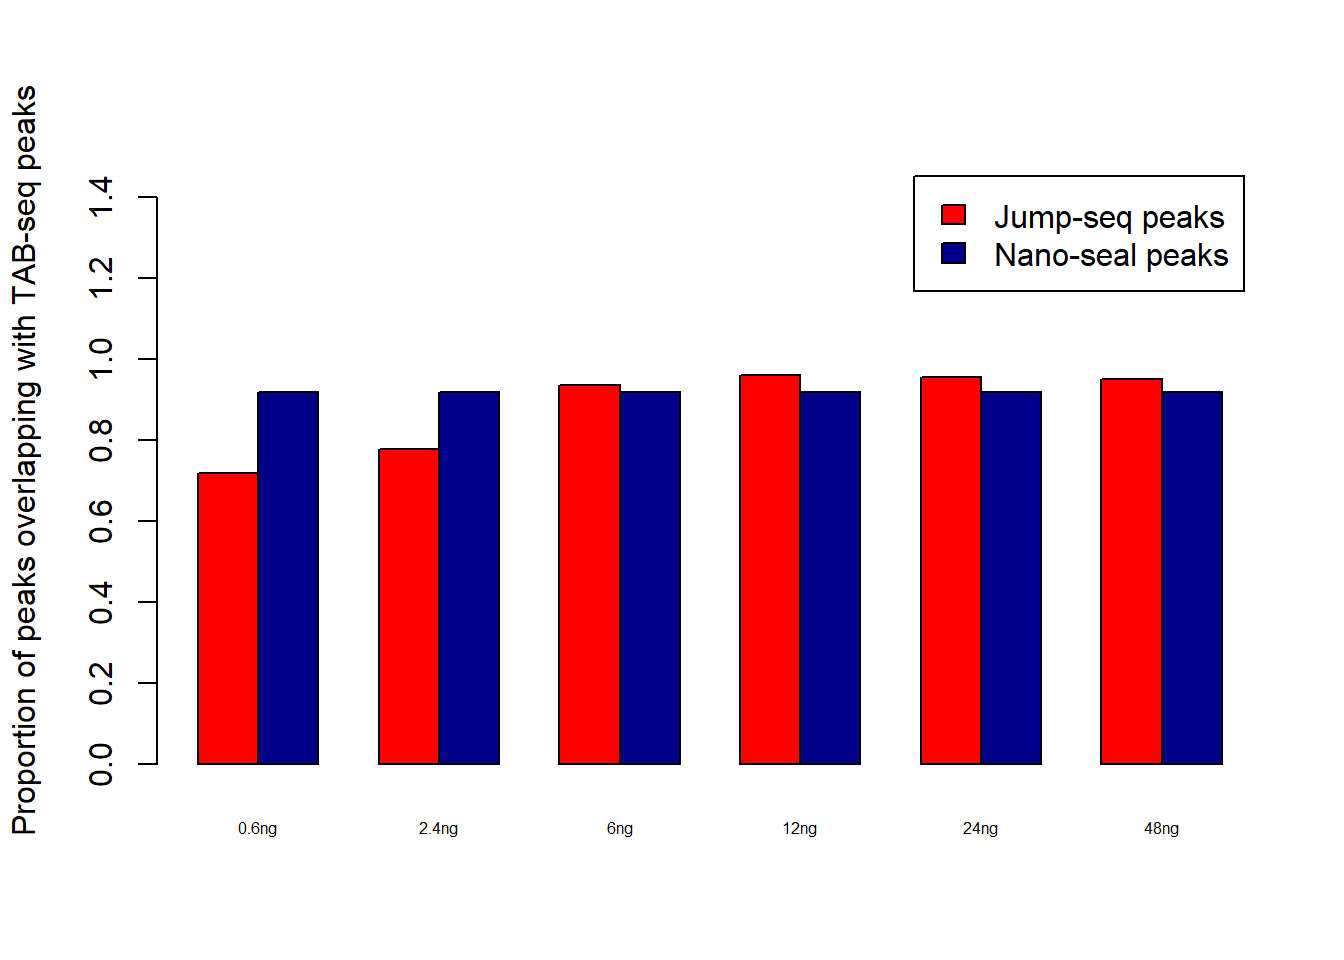 Proportion of peaks overlapping with TAB-seq peaks
1.4
1.2
1.0
0.8
0.6
0.4
0.2
0.0
Jump-seq peaks
Nano-seal peaks
0.6ng 2.4ng 6ng 12ng 24ng 48ng